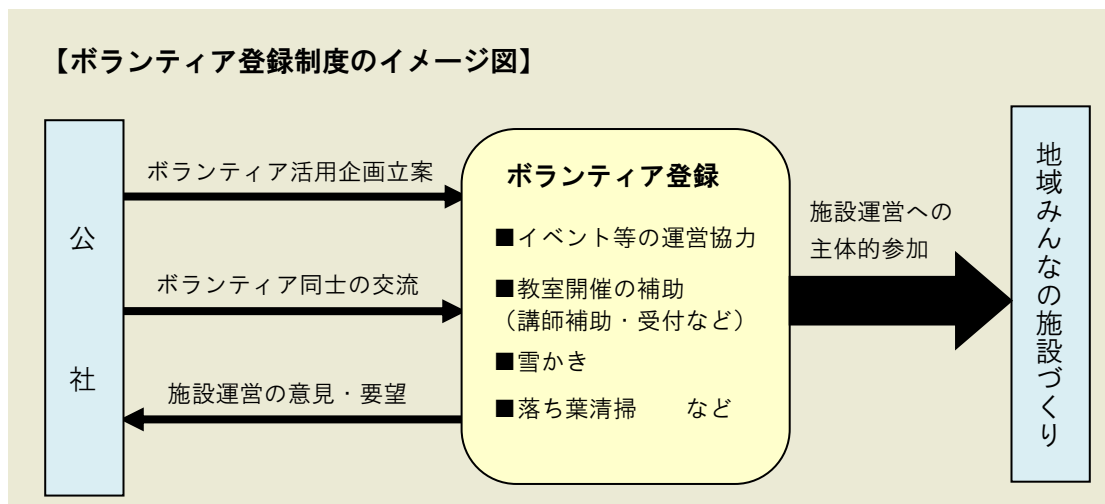 【ボランティア登録制度のイメージ図】
公社
ボランティア活用企画立案
ボランティア同士の交流
施設運営の意見・要望
ボランティア登録
■イベント等の運営協力
■教室開催の補助
（講師補助・受付など）
■雪かき
■落ち葉清掃　　など
施設運営への
主体的参加
地域みんなの施設づくり